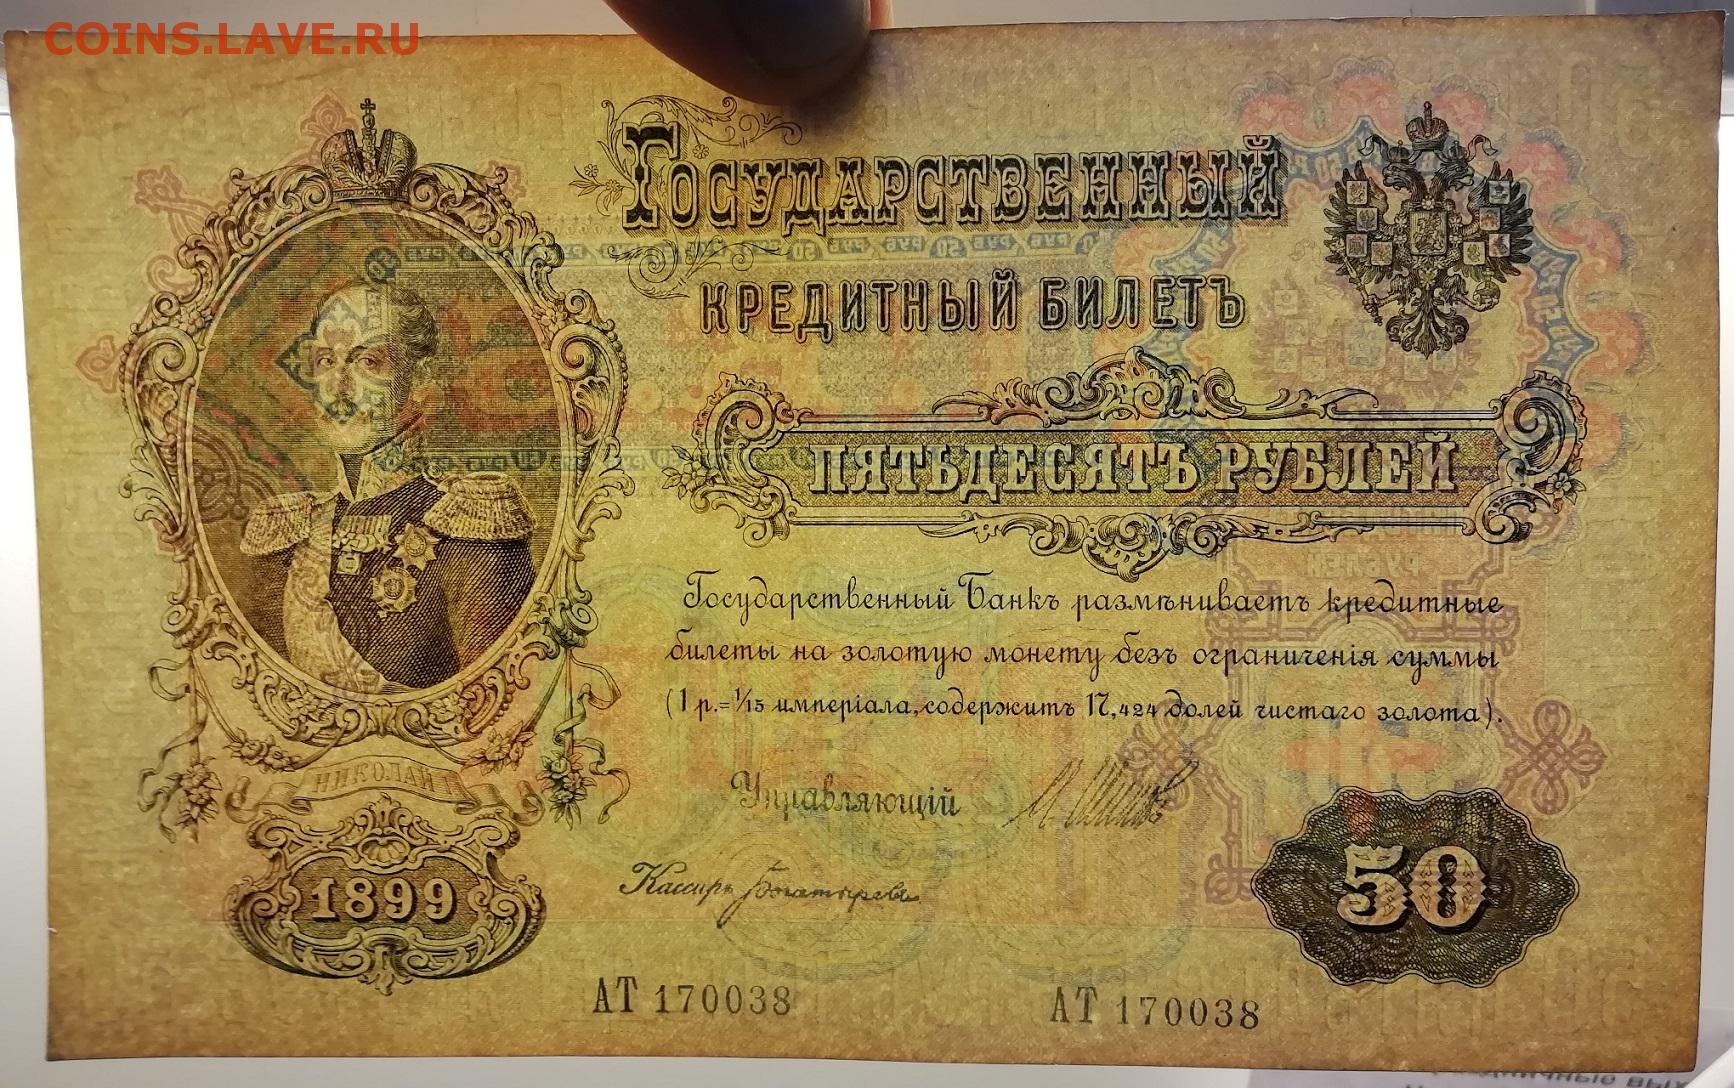 COINS.LAVE.RU
ГОСУДАРСТВЕННЫЙ
КРЕДИТНЫЙ БИЛЕТЪ
ПЯТЬДЕСЯТЪ РУБЛЕЙ
Государственный Банкъ размѣниваетъ кредитные
билеты на золотую монету безъ ограниченія суммы
(1 р.=1/15 имперіала, содержитъ 17,424 долей чистаго золота).
Управляющій
Кассиръ
1899
50
АТ 170038
АТ 170038